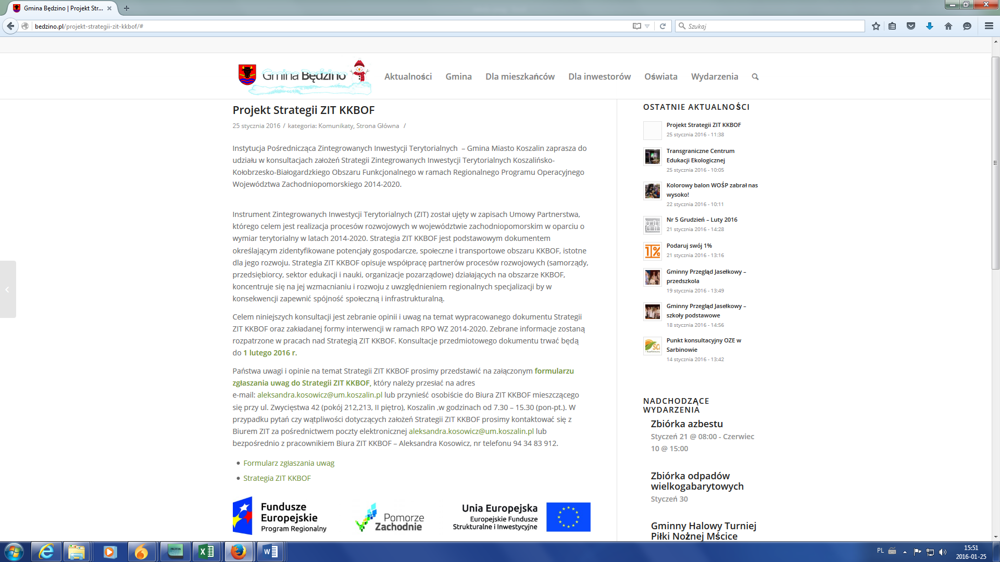 Gmina Będzino | Projekt Str...
bedzino.pl/projekt-strategii-zit-kkbof/#
Szukaj
Gmina Będzino
Aktualności
Gmina
Dla mieszkańców
Dla inwestorów
Oświata
Wydarzenia
Projekt Strategii ZIT KKBOF
25 stycznia 2016 / kategoria: Komunikaty, Strona Główna /
Instytucja Pośrednicząca Zintegrowanych Inwestycji Terytorialnych – Gmina Miasto Koszalin zaprasza do
udziału w konsultacjach założeń Strategii Zintegrowanych Inwestycji Terytorialnych Koszalińsko-
Kołobrzesko-Białogardzkiego Obszaru Funkcjonalnego w ramach Regionalnego Programu Operacyjnego
Województwa Zachodniopomorskiego 2014-2020.
Instrument Zintegrowanych Inwestycji Terytorialnych (ZIT) został ujęty w zapisach Umowy Partnerstwa,
którego celem jest realizacja procesów rozwojowych w województwie zachodniopomorskim w oparciu o
wymiar terytorialny w latach 2014-2020. Strategia ZIT KKBOF jest podstawowym dokumentem
określającym zidentyfikowane potencjały gospodarcze, społeczne i transportowe obszaru KKBOF, istotne
dla jego rozwoju. Strategia ZIT KKBOF opisuje współpracę partnerów procesów rozwojowych (samorządy,
przedsiębiorcy, sektor edukacji i nauki, organizacje pozarządowe) działających na obszarze KKBOF,
koncentruje się na jej wzmacnianiu i rozwoju z uwzględnieniem regionalnych specjalizacji by w
konsekwencji zapewnić spójność społeczną i infrastrukturalną.
Celem niniejszych konsultacji jest zebranie opinii i uwag na temat wypracowanego dokumentu Strategii
ZIT KKBOF oraz zakładanej formy interwencji w ramach RPO WZ 2014-2020. Zebrane informacje zostaną
rozpatrzone w pracach nad Strategią ZIT KKBOF. Konsultacje przedmiotowego dokumentu trwać będą
do 1 lutego 2016 r.
Państwa uwagi i opinie na temat Strategii ZIT KKBOF prosimy przedstawić na załączonym formularzu
zgłaszania uwag do Strategii ZIT KKBOF, który należy przesłać na adres
e-mail: aleksandra.kosowicz@um.koszalin.pl lub przynieść osobiście do Biura ZIT KKBOF mieszczącego
się przy ul. Zwycięstwa 42 (pokój 212,213, II piętro), Koszalin ,w godzinach od 7.30 – 15.30 (pon-pt.). W
przypadku pytań czy wątpliwości dotyczących założeń Strategii ZIT KKBOF prosimy kontaktować się z
Biurem ZIT za pośrednictwem poczty elektronicznej aleksandra.kosowicz@um.koszalin.pl lub
bezpośrednio z pracownikiem Biura ZIT KKBOF – Aleksandra Kosowicz, nr telefonu 94 34 83 912.
• Formularz zgłaszania uwag
• Strategia ZIT KKBOF
Fundusze
Europejskie
Program Regionalny
Pomorze
Zachodnie
Unia Europejska
Europejskie Fundusze
Strukturalne i Inwestycyjne
OSTATNIE AKTUALNOŚCI
Projekt Strategii ZIT KKBOF
25 stycznia 2016 - 11:38
Transgraniczne Centrum
Edukacji Ekologicznej
25 stycznia 2016 - 10:05
Kolorowy balon WOŚP zabrał nas
wysoko!
22 stycznia 2016 - 10:11
Nr 5 Grudzień – Luty 2016
21 stycznia 2016 - 14:28
1%
Podaruj swój 1%
21 stycznia 2016 - 13:16
Gminny Przegląd Jasełkowy –
przedszkola
19 stycznia 2016 - 13:49
Gminny Przegląd Jasełkowy –
szkoły podstawowe
18 stycznia 2016 - 14:56
Punkt konsultacyjny OZE w
Sarbinowie
14 stycznia 2016 - 13:42
NADCHODZĄCE
WYDARZENIA
Zbiórka azbestu
Styczeń 21 @ 08:00 - Czerwiec
10 @ 15:00
Zbiórka odpadów
wielkogabarytowych
Styczeń 30
Gminny Halowy Turniej
Piłki Nożnej Mścice
PROTON
PL
15:51
2016-01-25